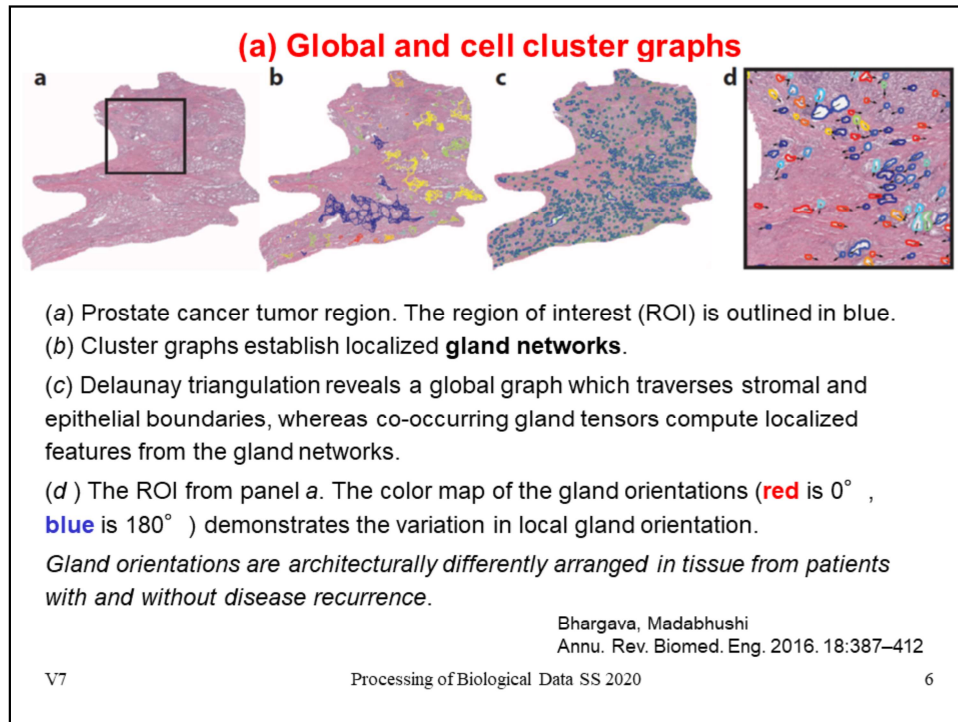 (a) Global and cell cluster graphs
a b c d
(a) Prostate cancer tumor region. The region of interest (ROI) is outlined in blue.
(b) Cluster graphs establish localized gland networks.
(c) Delaunay triangulation reveals a global graph which traverses stromal and
epithelial boundaries, whereas co-occurring gland tensors compute localized
features from the gland networks.
(d ) The ROI from panel a. The color map of the gland orientations (red is 0° ,
blue is 180° ) demonstrates the variation in local gland orientation.
Gland orientations are architecturally differently arranged in tissue from patients
with and without disease recurrence.
Bhargava, Madabhushi
Annu. Rev. Biomed. Eng. 2016. 18:387–412
V7 Processing of Biological Data SS 2020 6